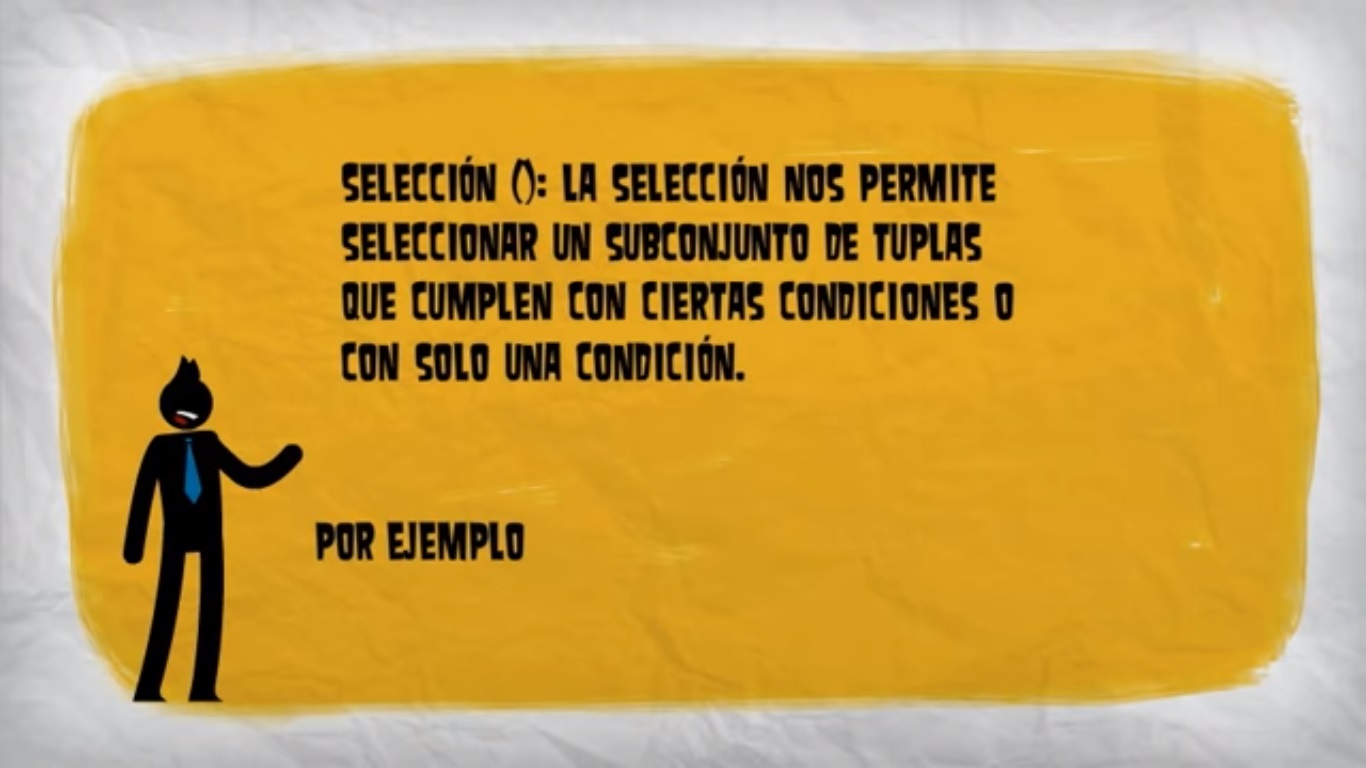 SELECCIÓN (): LA SELECCIÓN NOS PERMITE
SELECCIONAR UN SUBCONJUNTO DE TUPLAS
QUE CUMPLEN CON CIERTAS CONDICIONES O
CON SOLO UNA CONDICIÓN.
POR EJEMPLO